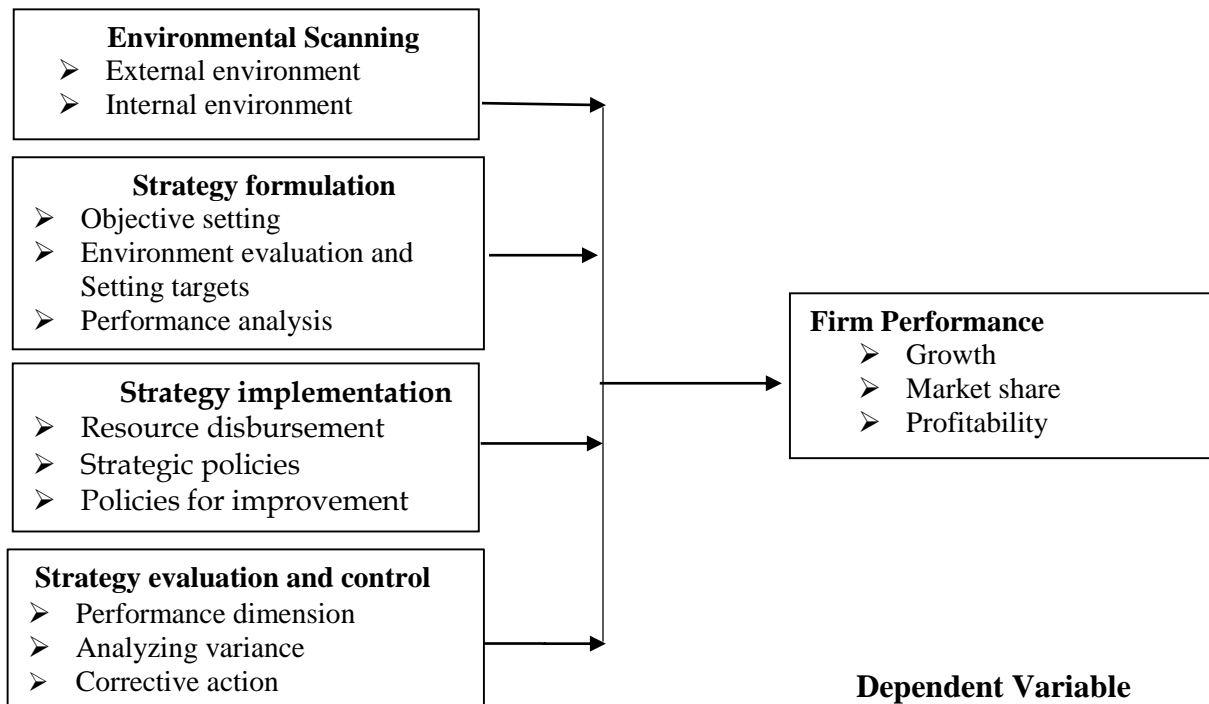 Environmental Scanning
➢ External environment
➢ Internal environment
Strategy formulation
➢ Objective setting
➢ Environment evaluation and
Setting targets
➢ Performance analysis
Strategy implementation
➢ Resource disbursement
➢ Strategic policies
➢ Policies for improvement
Strategy evaluation and control
➢ Performance dimension
➢ Analyzing variance
➢ Corrective action
Firm Performance
➢ Growth
➢ Market share
➢ Profitability
Dependent Variable